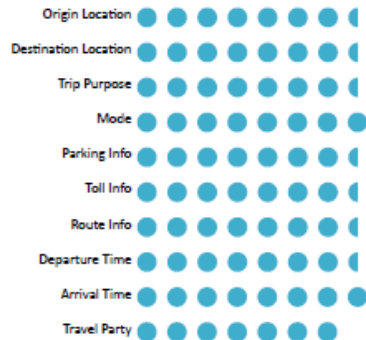 Origin Location
Destination Location
Trip Purpose
Mode
Parking Info
Toll Info
Route Info
Departure Time
Arrival Time
Travel Party